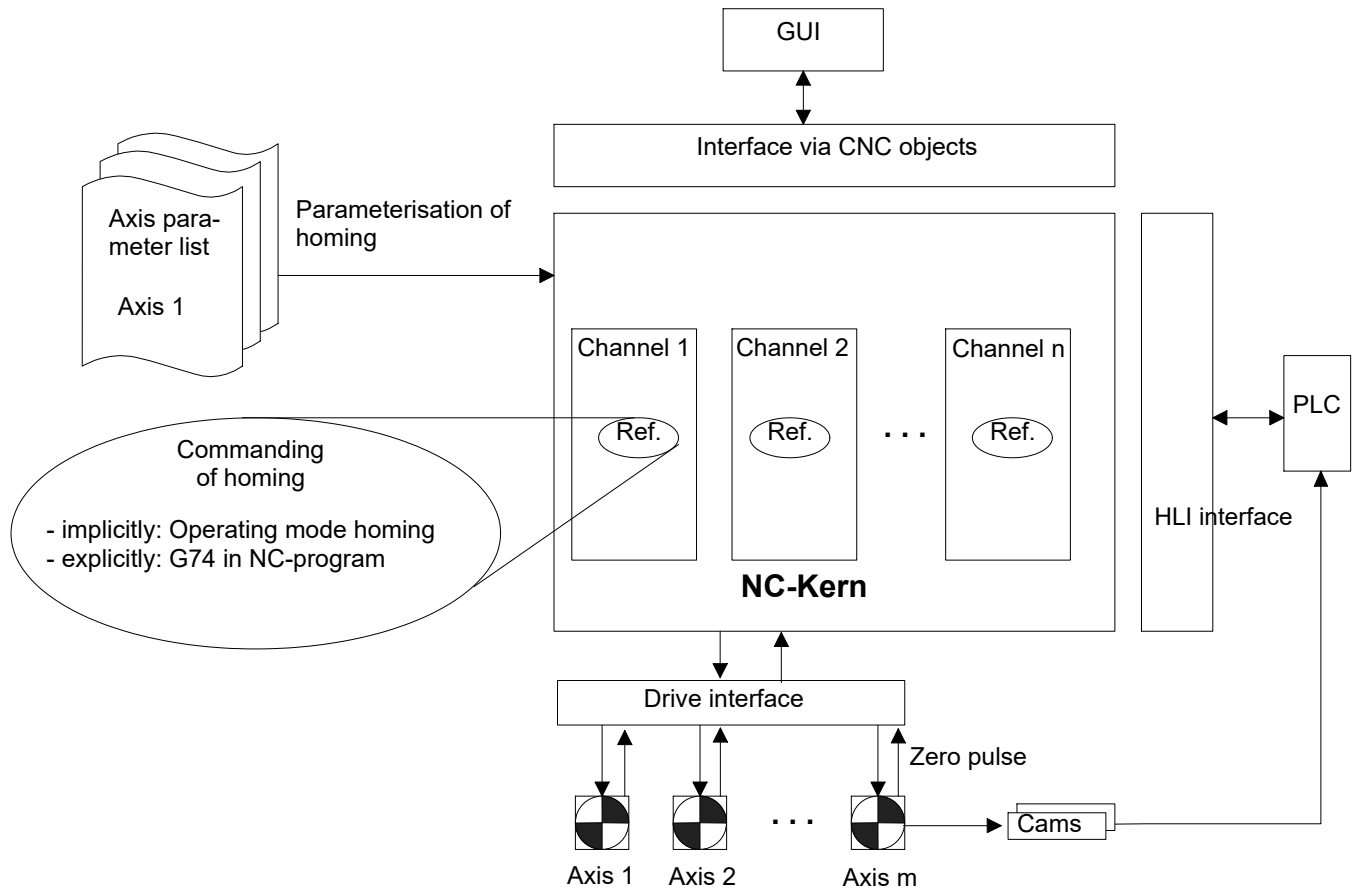 GUI
Interface via CNC objects
Axis para-
meter list
Axis 1
Parameterisation of
homing
Channel 1
Channel 2
Channel n
Ref.
Ref.
. . .
Ref.
PLC
Commanding
of homing
- implicitly: Operating mode homing
- explicitly: G74 in NC-program
HLI interface
NC-Kern
Drive interface
Zero pulse
. . .
Cams
Axis 1
Axis 2
Axis m